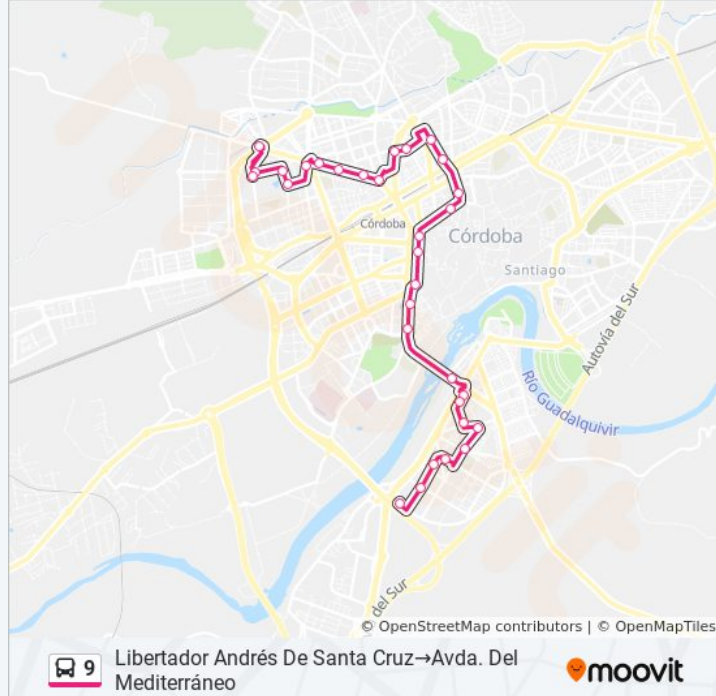 Córdoba
Córdoba
Santiago
Autovía del Sur
Río Guadalquivir
del Sur
© OpenStreetMap contributors | © OpenMapTiles
9
Libertador Andrés De Santa Cruz→Avda. Del
Mediterráneo
moovit